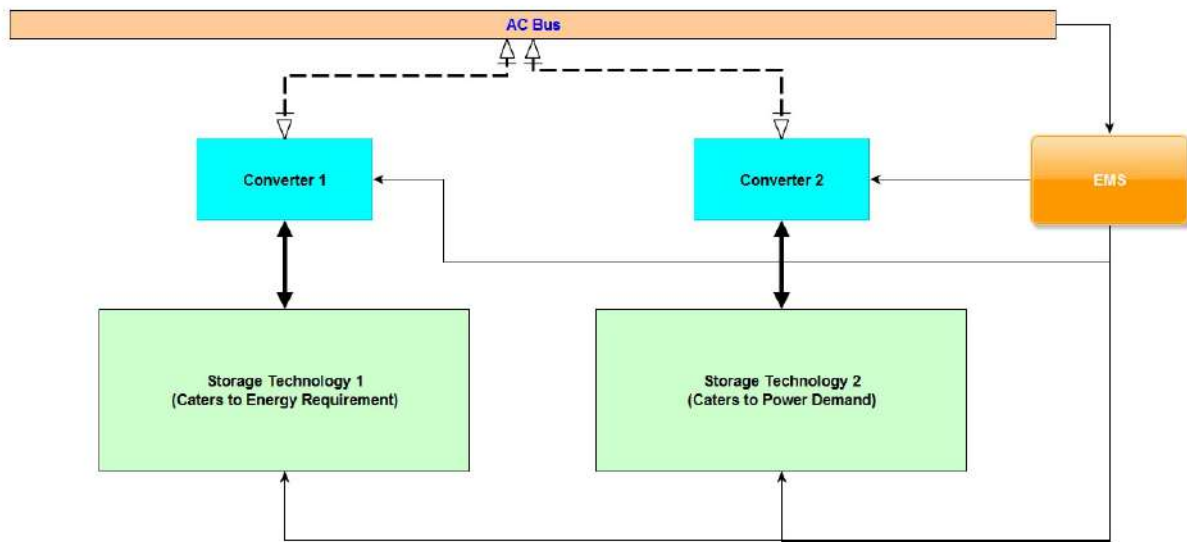 AC Bus
Converter 1
Converter 2
EMS
Storage Technology 1
(Caters to Energy Requirement)
Storage Technology 2
(Caters to Power Demand)